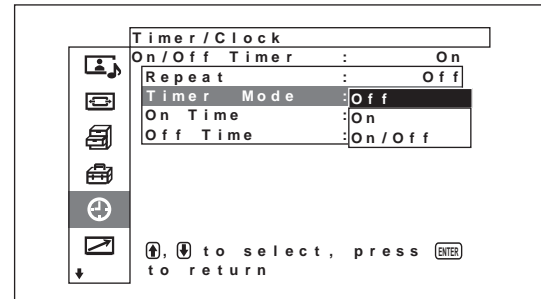 Timer/Clock
On/Off Timer : On
Repeat : Off
Timer Mode : Off
On Time : On
Off Time : On/Off
, to select, press ENTER
to return